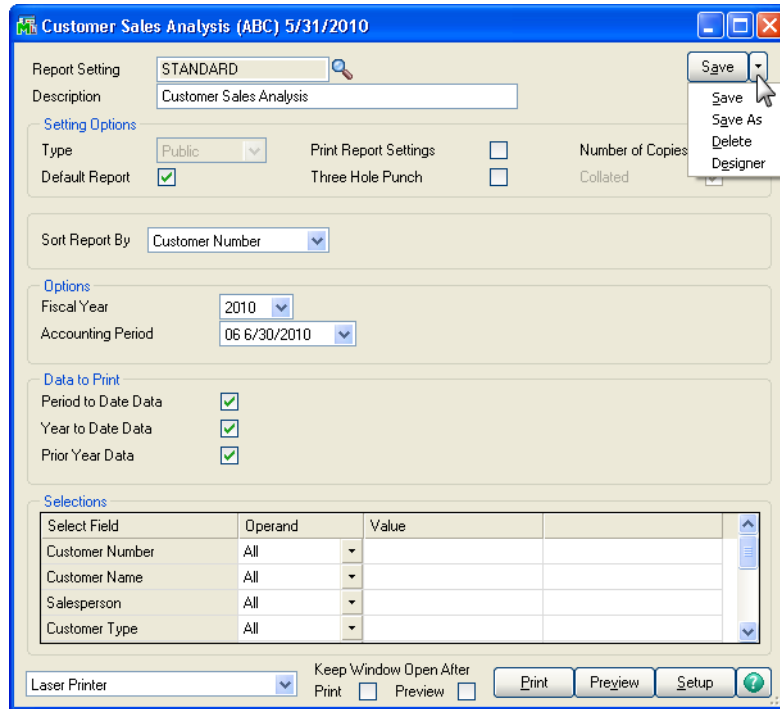 Customer Sales Analysis (ABC) 5/31/2010
Report Setting STANDARD Save
Description Customer Sales Analysis
Save
Save As
Delete
Designer
Setting Options
Type Public Print Report Settings Number of Copies
Default Report Three Hole Punch Collated
Sort Report By Customer Number
Options
Fiscal Year 2010
Accounting Period 06 6/30/2010
Data to Print
Period to Date Data
Year to Date Data
Prior Year Data
Selections
Select Field Operand Value
Customer Number All
Customer Name All
Salesperson All
Customer Type All
Laser Printer
Keep Window Open After
Print Preview
Print Preview Setup ?